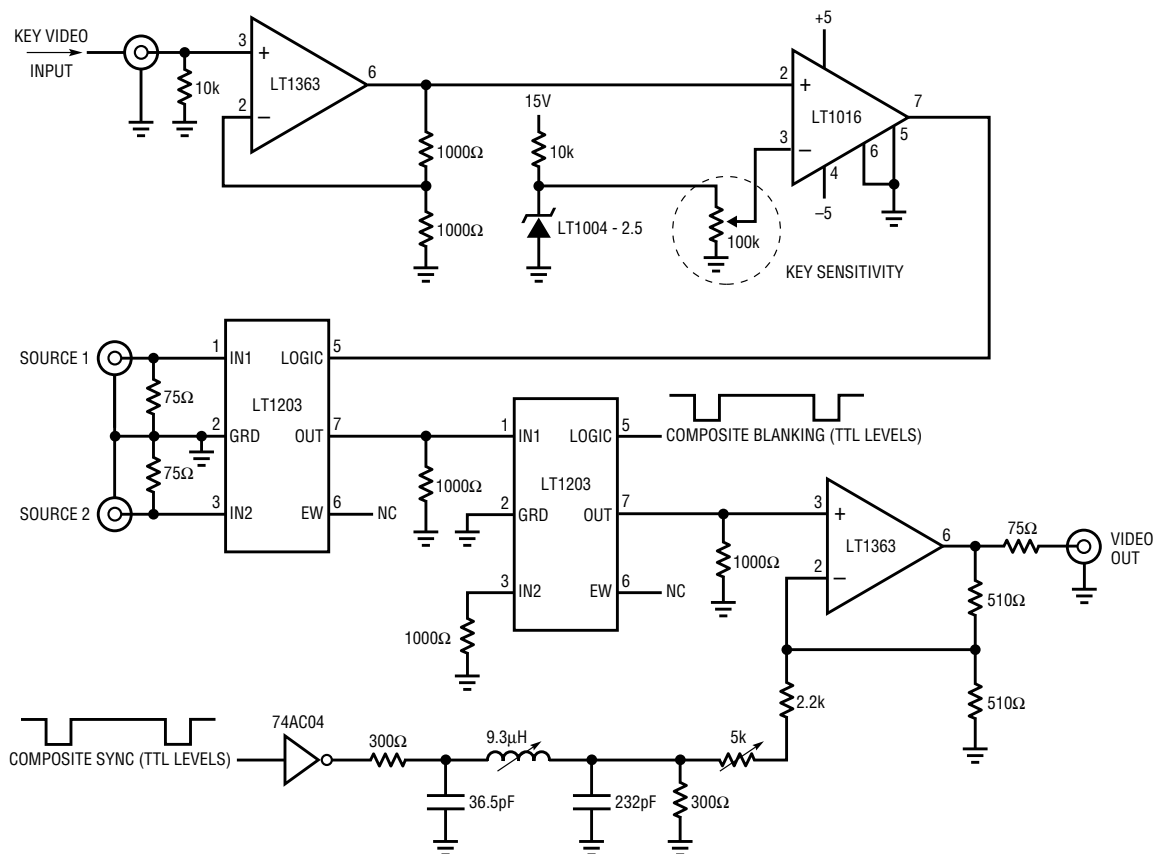 KEY VIDEO
INPUT
10k
3
+
2
−
LT1363
6
1000Ω
1000Ω
15V
10k
LT1004 - 2.5
100k
KEY SENSITIVITY
+5
2
+
3
−
LT1016
7
5
6
4
−5
SOURCE 1
75Ω
75Ω
SOURCE 2
1
IN1
LOGIC
5
LT1203
2
GRD
OUT
7
3
IN2
EW
6
NC
1000Ω
1
IN1
LOGIC
5
COMPOSITE BLANKING (TTL LEVELS)
LT1203
2
GRD
OUT
7
3
IN2
EW
6
NC
1000Ω
1000Ω
3
+
2
−
LT1363
6
75Ω
VIDEO
OUT
510Ω
510Ω
2.2k
COMPOSITE SYNC (TTL LEVELS)
74AC04
300Ω
9.3µH
5k
36.5pF
232pF
300Ω